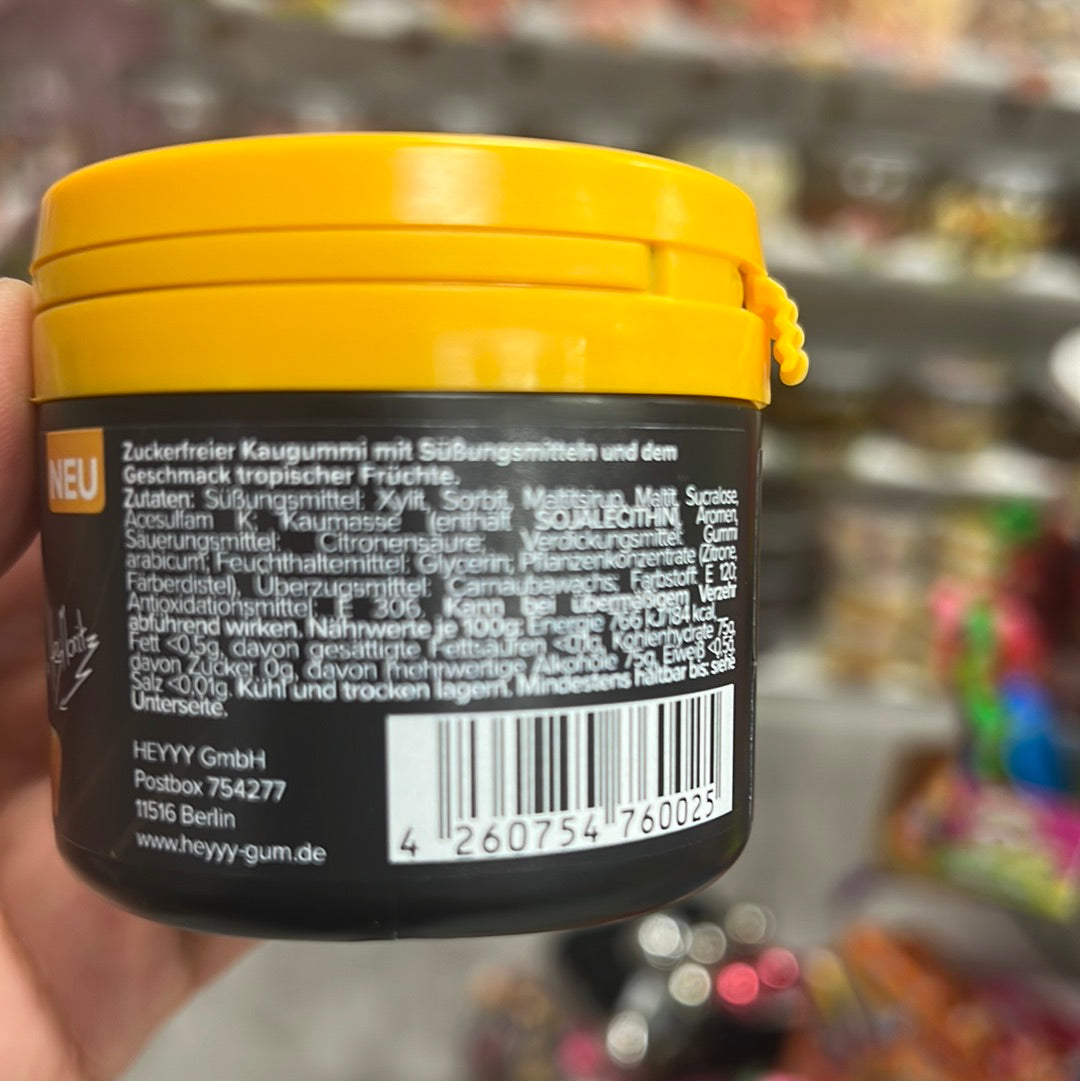 NEU
Zuckerfreier Kaugummi mit Süßungsmitteln und dem
Geschmack tropischer Früchte.
Zutaten: Süßungsmittel: Xylit, Sorbit, Maltitsirup, Maltit, Sucralose,
Acesulfam K; Kaumasse (enthält SOJALECITHIN), Aromen,
Säuerungsmittel: Citronensäure; Verdickungsmittel: Gummi
arabicum; Feuchthaltemittel: Glycerin; Pflanzenkonzentrate (Zitrone,
Färberdistel), Überzugsmittel: Carnaubawachs; Farbstoff: E 120;
Antioxidationsmittel: E 306. Kann bei übermäßigem Verzehr
abführend wirken. Nährwerte je 100g: Energie 766 kJ/184 kcal,
Fett <0,5g, davon gesättigte Fettsäuren <0,1g, Kohlenhydrate 75g,
davon Zucker 0g, davon mehrwertige Alkohole 75g, Eiweiß <0,5g,
Salz <0,01g. Kühl und trocken lagern. Mindestens haltbar bis: siehe
Unterseite.
HEYYY GmbH
Postbox 754277
11516 Berlin
www.heyyy-gum.de
4 260754 760025